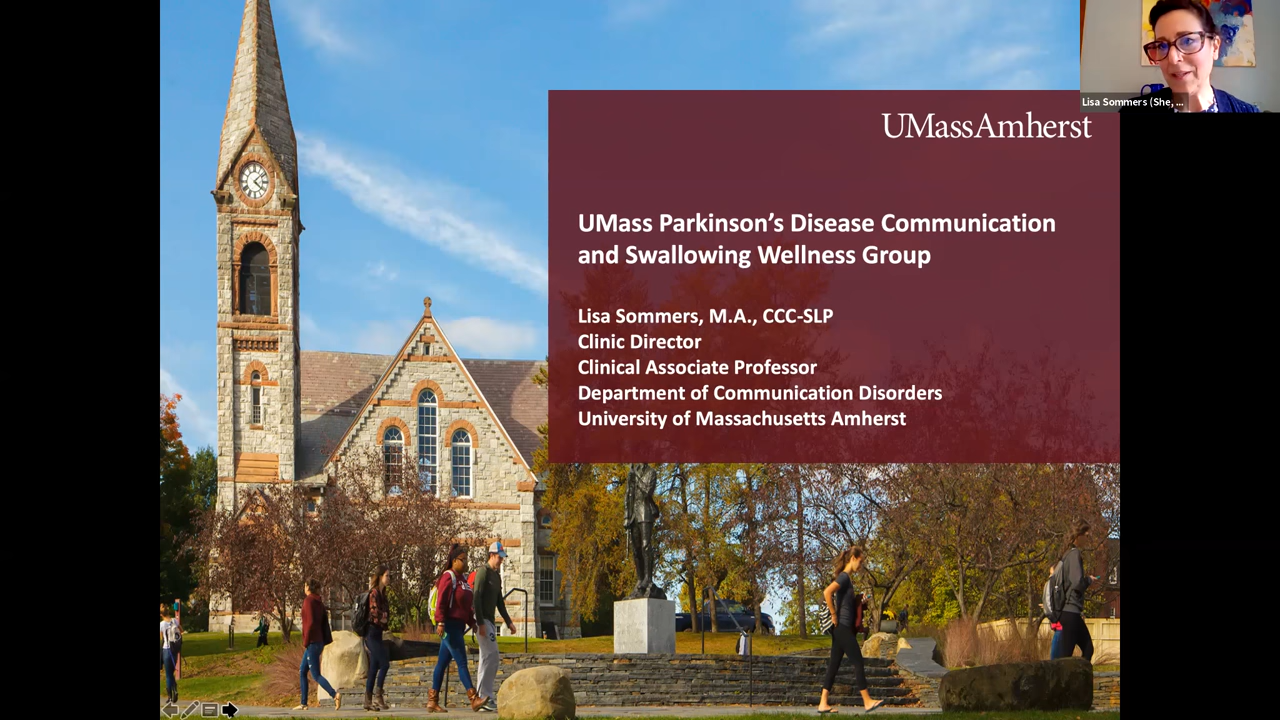 Lisa Sommers (She, ...
UMassAmherst
UMass Parkinson's Disease Communication
and Swallowing Wellness Group
Lisa Sommers, M.A., CCC-SLP
Clinic Director
Clinical Associate Professor
Department of Communication Disorders
University of Massachusetts Amherst